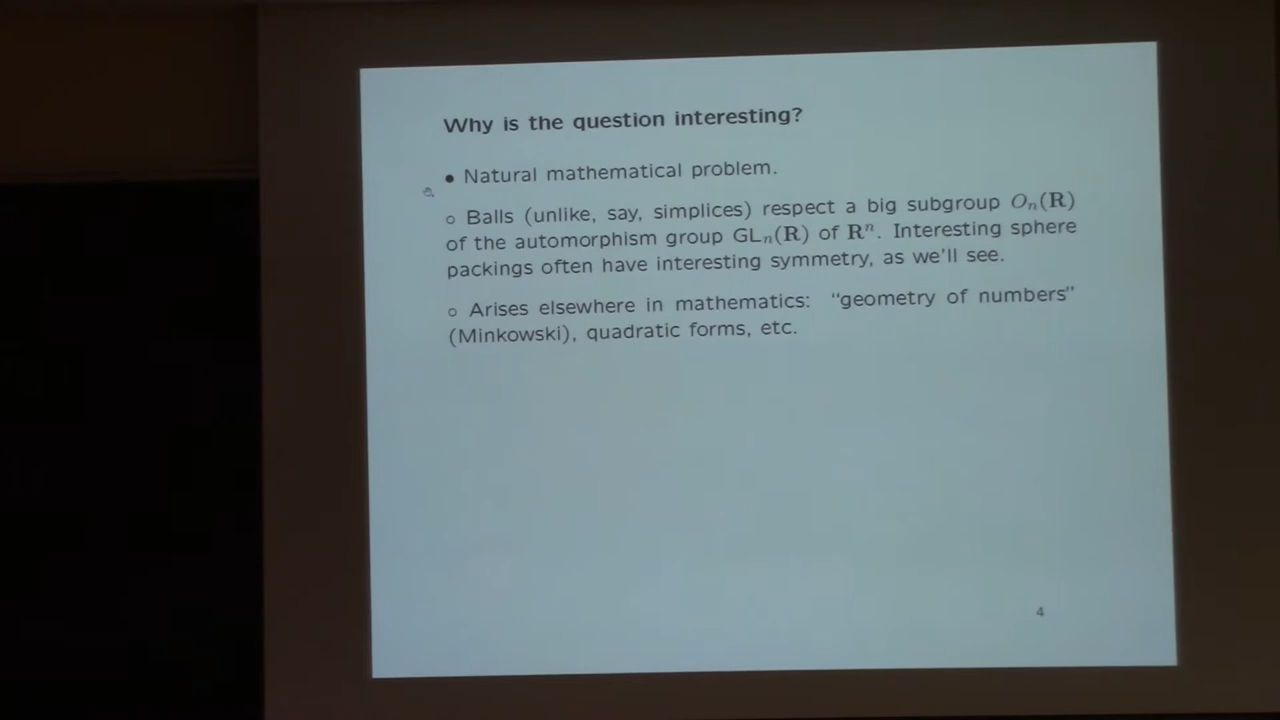 Why is the question interesting?
• Natural mathematical problem.
◦ Balls (unlike, say, simplices) respect a big subgroup Oₙ(R)
of the automorphism group GLₙ(R) of Rⁿ. Interesting sphere
packings often have interesting symmetry, as we'll see.
◦ Arises elsewhere in mathematics: “geometry of numbers”
(Minkowski), quadratic forms, etc.
4